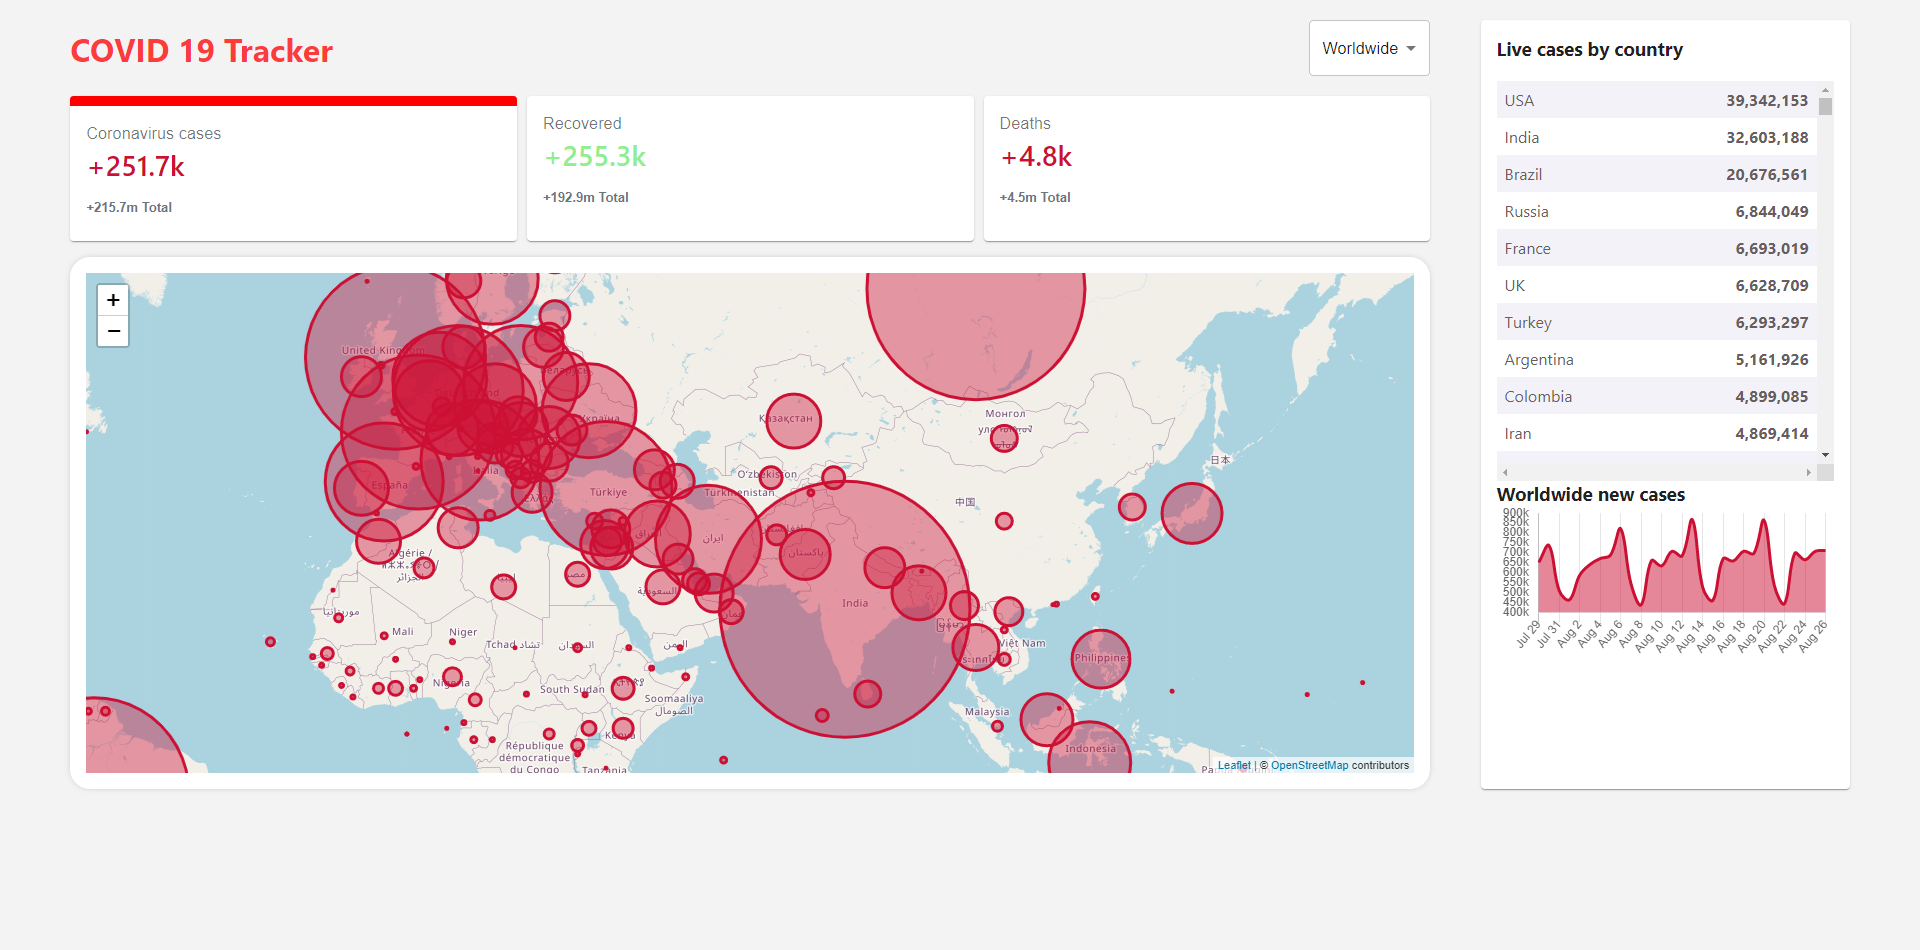 COVID 19 Tracker
Worldwide
Coronavirus cases
+251.7k
+215.7m Total
Recovered
+255.3k
+192.9m Total
Deaths
+4.8k
+4.5m Total
+
−
United Kingdom
España
Türkiye
Italia
Україна
Қазақстан
Монгол
O'zbekiston
Türkmenistan
中国
日本
ایران
پاکستان
India
Algérie /
الجزائر
مصر
السعودية
عمان
اليمن
موريتانيا
Mali
Niger
Tchad تشاد
السودان
Nigeria
South Sudan
Soomaaliya
الصومال
Kenya
République
démocratique
du Congo
Tanzania
Việt Nam
Philippines
Malaysia
Indonesia
Leaflet | © OpenStreetMap contributors
Live cases by country
USA 39,342,153
India 32,603,188
Brazil 20,676,561
Russia 6,844,049
France 6,693,019
UK 6,628,709
Turkey 6,293,297
Argentina 5,161,926
Colombia 4,899,085
Iran 4,869,414
Worldwide new cases
900k
850k
800k
750k
700k
650k
600k
550k
500k
450k
400k
Jul 29 Jul 31 Aug 2 Aug 4 Aug 6 Aug 8 Aug 10 Aug 12 Aug 14 Aug 16 Aug 18 Aug 20 Aug 22 Aug 24 Aug 26